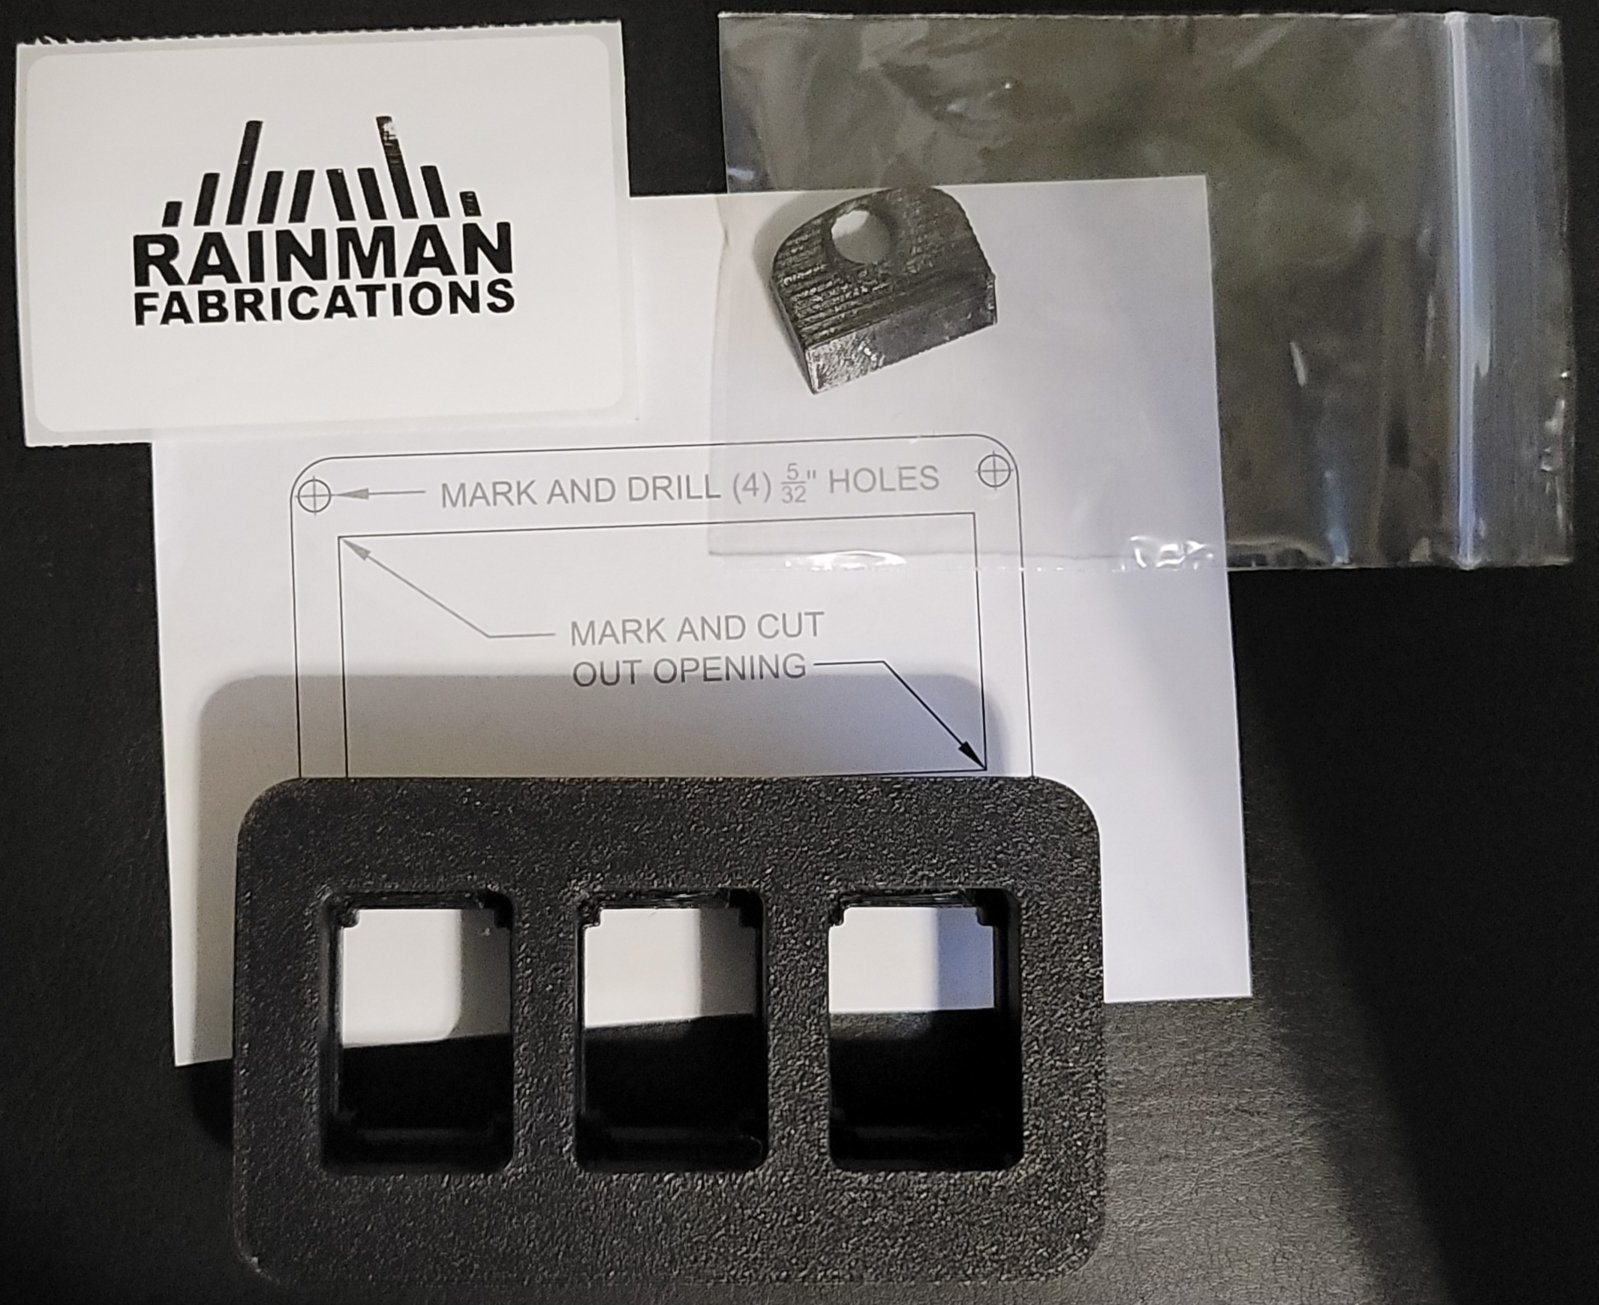 RAINMAN
FABRICATIONS
MARK AND DRILL (4) 5/32" HOLES
MARK AND CUT
OUT OPENING